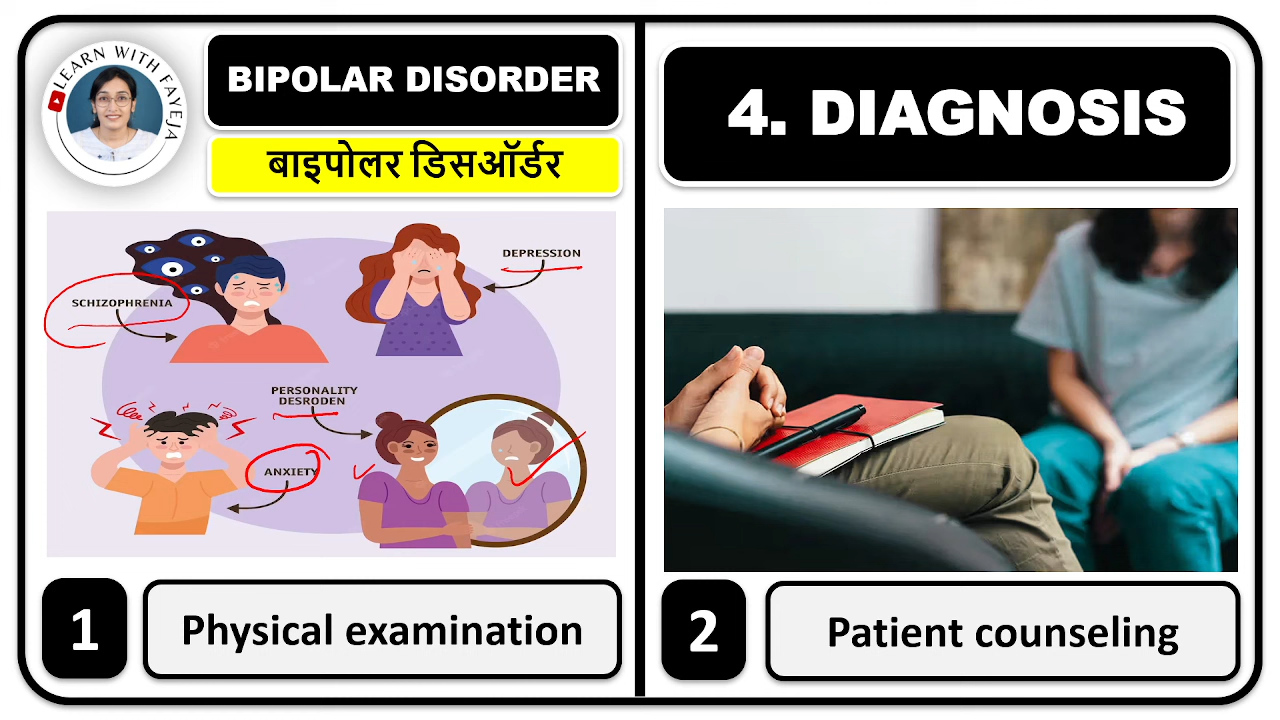 LEARN WITH FAYEJA
BIPOLAR DISORDER
बाइपोलर डिसऑर्डर
SCHIZOPHRENIA
DEPRESSION
PERSONALITY
DESRODEN
ANXIETY
1
Physical examination
4. DIAGNOSIS
2
Patient counseling